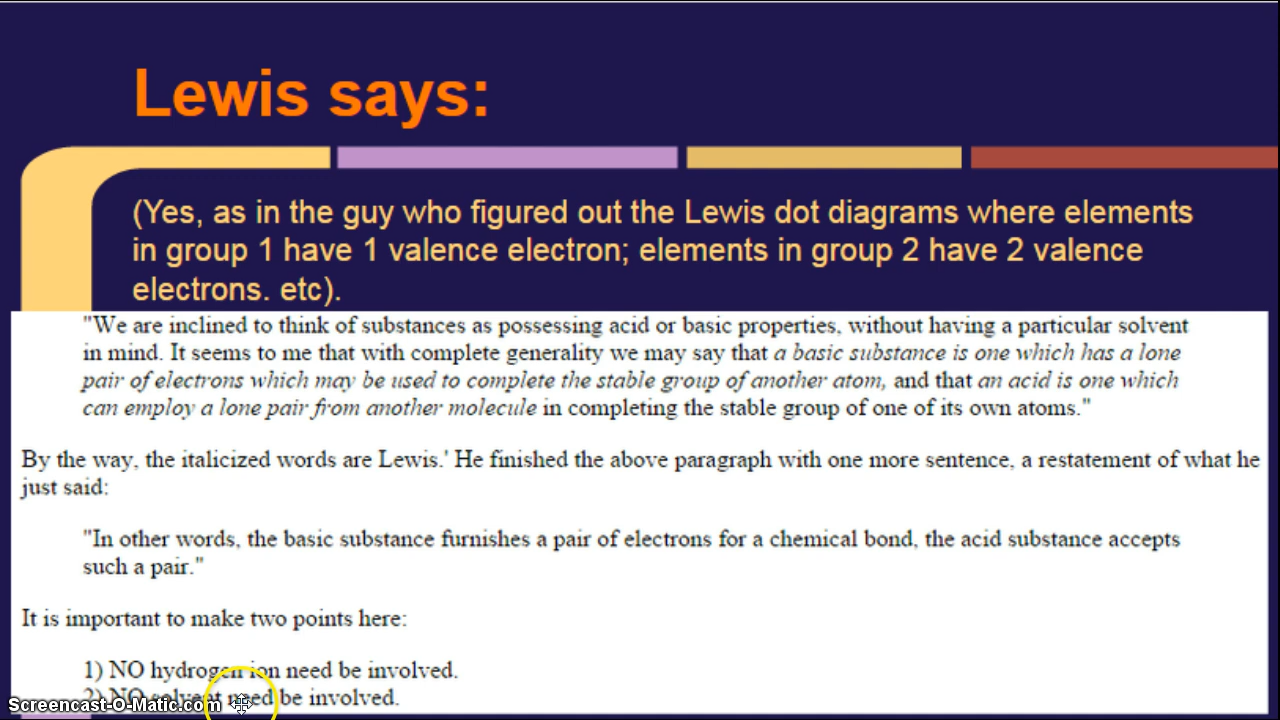 Lewis says:
(Yes, as in the guy who figured out the Lewis dot diagrams where elements
in group 1 have 1 valence electron; elements in group 2 have 2 valence
electrons. etc).
"We are inclined to think of substances as possessing acid or basic properties, without having a particular solvent
in mind. It seems to me that with complete generality we may say that a basic substance is one which has a lone
pair of electrons which may be used to complete the stable group of another atom, and that an acid is one which
can employ a lone pair from another molecule in completing the stable group of one of its own atoms."
By the way, the italicized words are Lewis.' He finished the above paragraph with one more sentence, a restatement of what he
just said:
"In other words, the basic substance furnishes a pair of electrons for a chemical bond, the acid substance accepts
such a pair."
It is important to make two points here:
1) NO hydrogen ion need be involved.
2) NO solvent need be involved.
Screencast-O-Matic.com